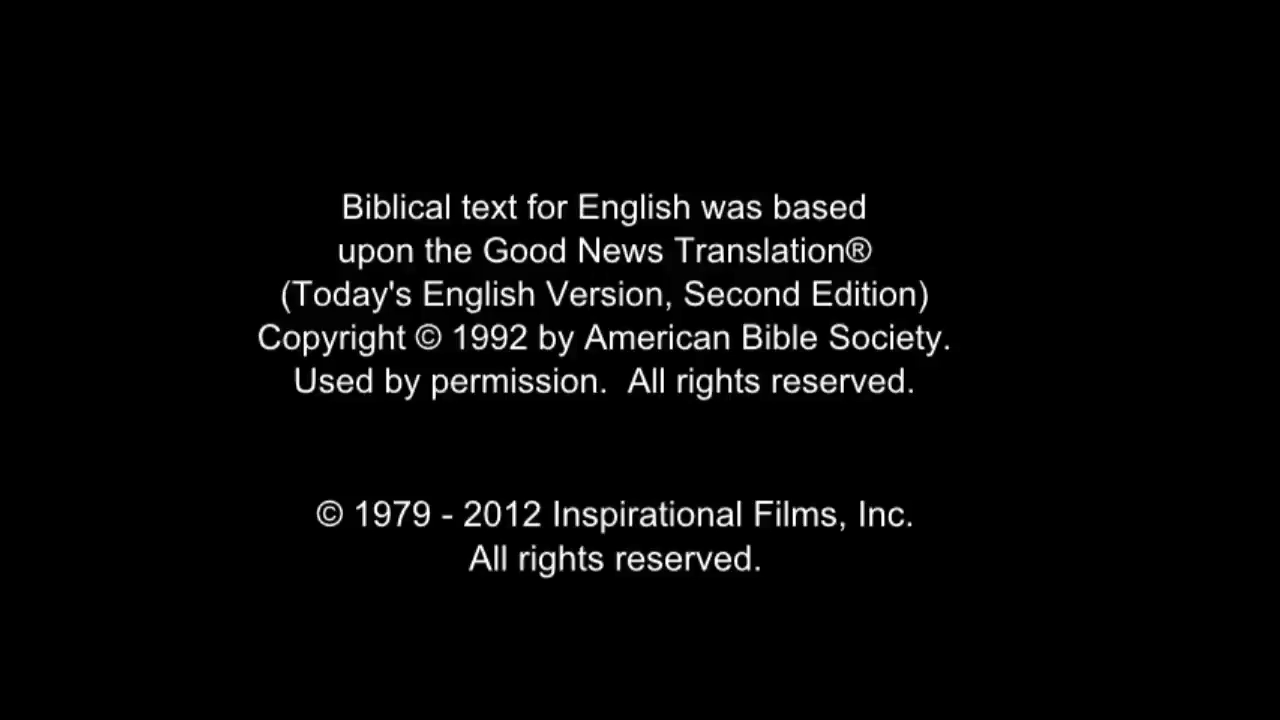 Biblical text for English was based
upon the Good News Translation®
(Today's English Version, Second Edition)
Copyright © 1992 by American Bible Society.
Used by permission.  All rights reserved.
© 1979 - 2012 Inspirational Films, Inc.
All rights reserved.